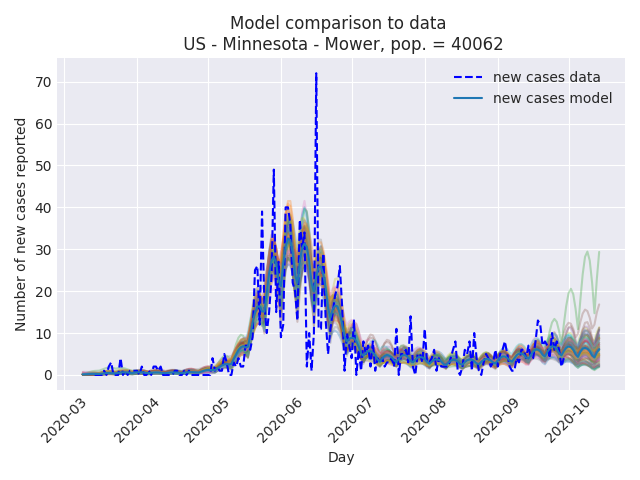 Model comparison to data
US - Minnesota - Mower, pop. = 40062
new cases data
new cases model
Number of new cases reported
70
60
50
40
30
20
10
0
2020-03
2020-04
2020-05
2020-06
2020-07
2020-08
2020-09
2020-10
Day